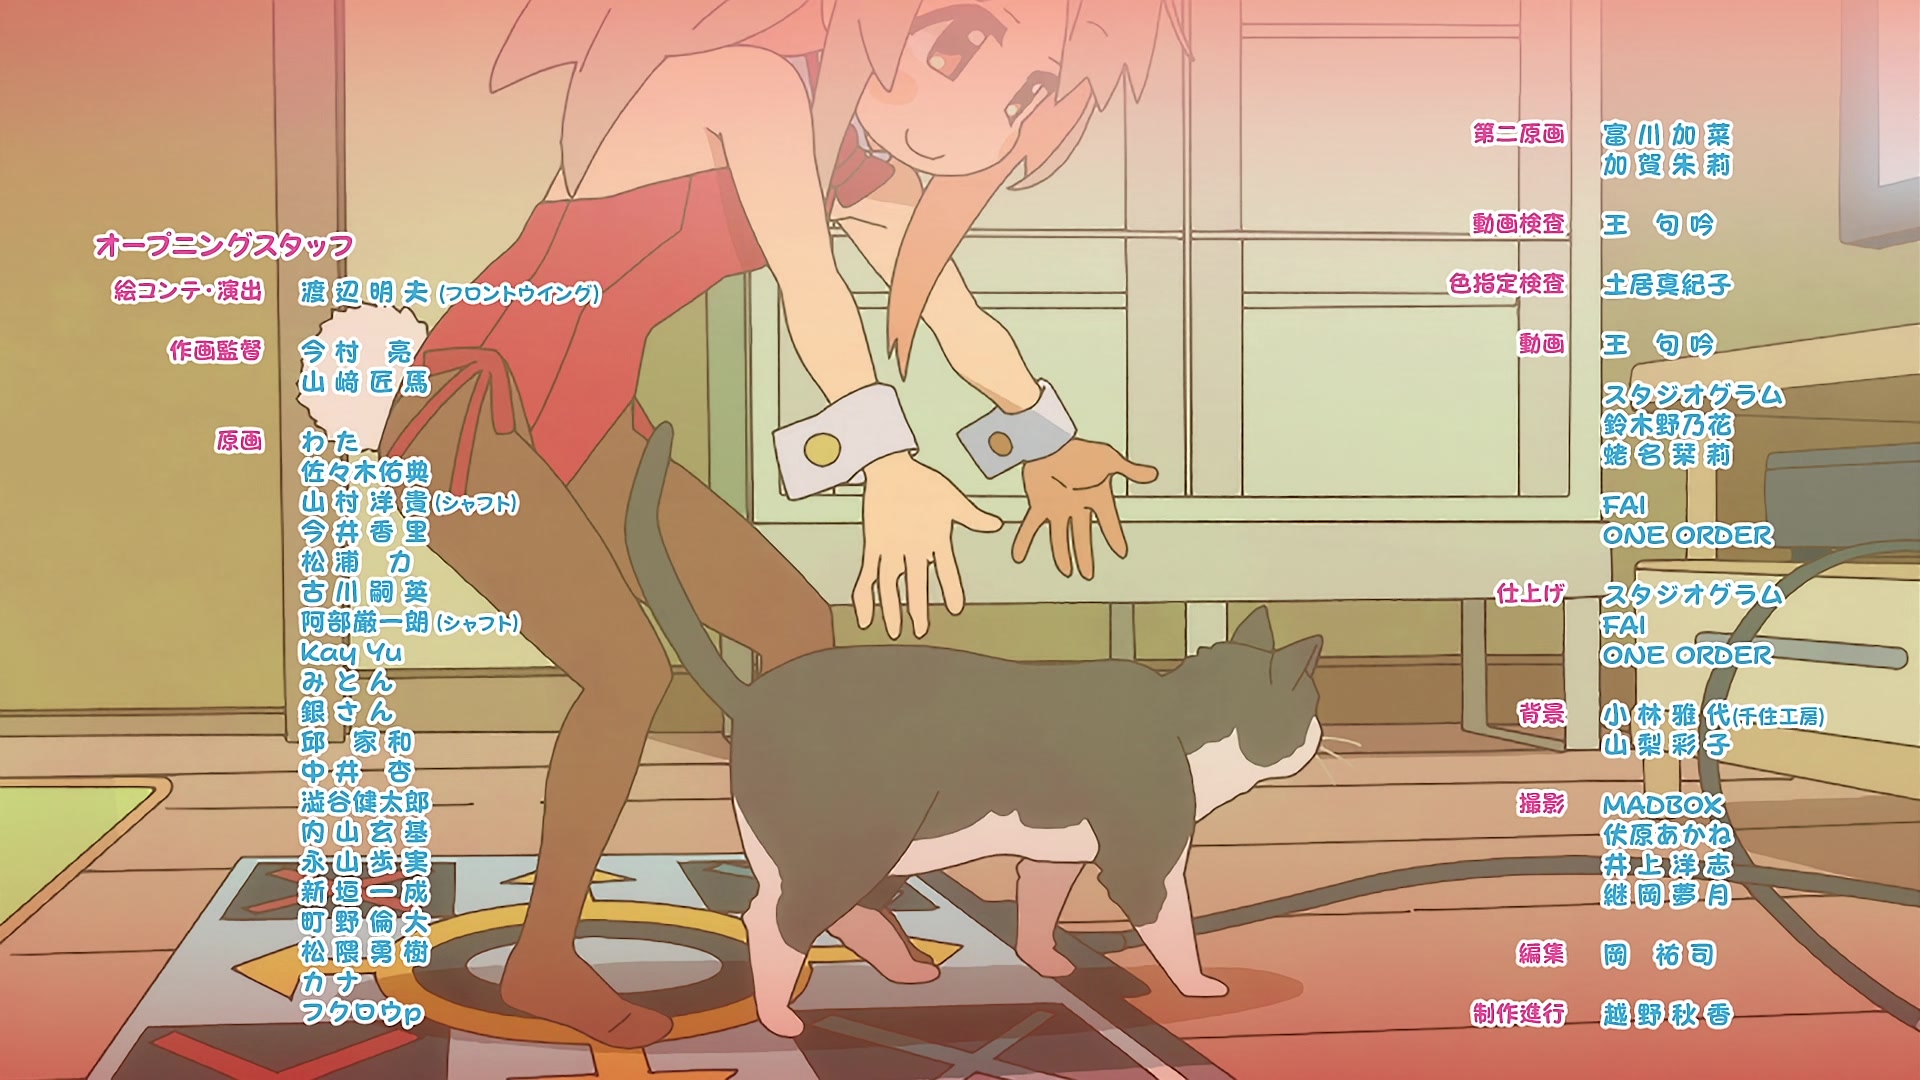 オープニングスタッフ
絵コンテ・演出 渡辺明夫(フロントウイング)
作画監督 今村 亮
山﨑匠馬
原画 わた
佐々木佑典
山村洋貴(シャフト)
今井香里
松浦 力
古川嗣英
阿部厳一朗(シャフト)
Kay Yu
みとん
銀さん
邱 家和
中井 杏
澁谷健太郎
内山玄基
永山歩実
新垣一成
町野倫大
松隈勇樹
カナ
フクロウp
第二原画 富川加菜
加賀朱莉
動画検査 王 句吟
色指定検査 土居真紀子
動画 王 句吟
スタジオグラム
鈴木野乃花
蛯名栞莉
FAI
ONE ORDER
仕上げ スタジオグラム
FAI
ONE ORDER
背景 小林雅代(千住工房)
山梨彩子
撮影 MADBOX
伏原あかね
井上洋志
継岡夢月
編集 岡 祐司
制作進行 越野秋香